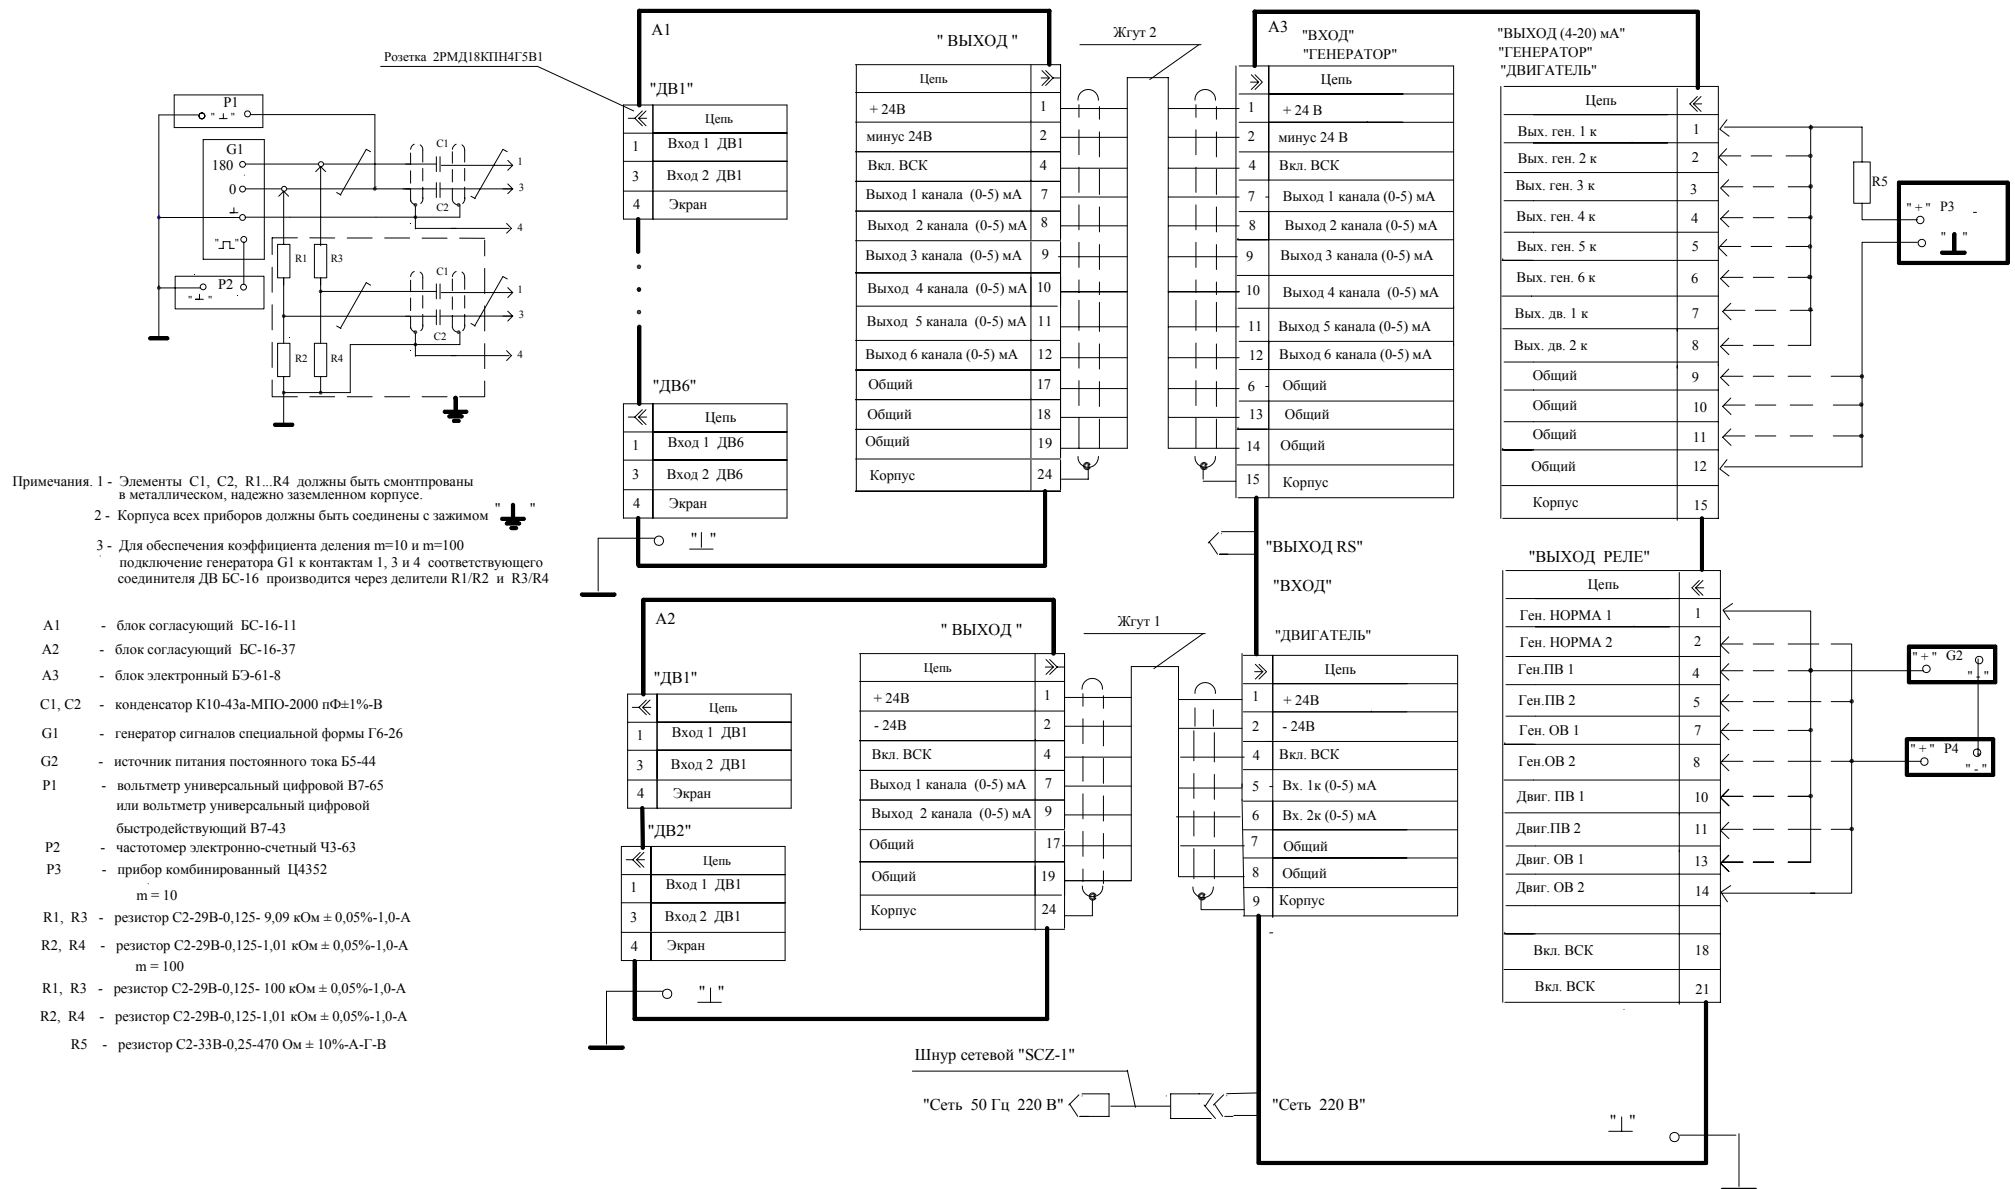 Розетка 2РМД18КПН4Г5В1
P1
"⊥"
G1
180
0
⊥
"⎍"
P2
"⊥"
C1
C2
1
3
4
R1
R3
C1
C2
1
3
4
R2
R4
Примечания. 1 - Элементы C1, C2, R1...R4 должны быть смонтпрованы
в металлическом, надежно заземленном корпусе.
2 - Корпуса всех приборов должны быть соединены с зажимом "⏚"
3 - Для обеспечения коэффициента деления m=10 и m=100
подключение генератора G1 к контактам 1, 3 и 4 соответствующего
соединителя ДВ БС-16 производится через делители R1/R2 и R3/R4
A1 - блок согласующий БС-16-11
A2 - блок согласующий БС-16-37
A3 - блок электронный БЭ-61-8
C1, C2 - конденсатор К10-43а-МПО-2000 пФ±1%-В
G1 - генератор сигналов специальной формы Г6-26
G2 - источник питания постоянного тока Б5-44
P1 - вольтметр универсальный цифровой В7-65
или вольтметр универсальный цифровой
быстродействующий В7-43
P2 - частотомер электронно-счетный Ч3-63
P3 - прибор комбинированный Ц4352
m = 10
R1, R3 - резистор С2-29В-0,125- 9,09 кОм ± 0,05%-1,0-А
R2, R4 - резистор С2-29В-0,125-1,01 кОм ± 0,05%-1,0-А
m = 100
R1, R3 - резистор С2-29В-0,125- 100 кОм ± 0,05%-1,0-А
R2, R4 - резистор С2-29В-0,125-1,01 кОм ± 0,05%-1,0-А
R5 - резистор С2-33В-0,25-470 Ом ± 10%-А-Г-В
A1
"ДВ1"
Цепь
1 Вход 1 ДВ1
3 Вход 2 ДВ1
4 Экран
"ДВ6"
Цепь
1 Вход 1 ДВ6
3 Вход 2 ДВ6
4 Экран
"⊥"
" ВЫХОД "
Цепь
+ 24В 1
минус 24В 2
Вкл. ВСК 4
Выход 1 канала (0-5) мА 7
Выход 2 канала (0-5) мА 8
Выход 3 канала (0-5) мА 9
Выход 4 канала (0-5) мА 10
Выход 5 канала (0-5) мА 11
Выход 6 канала (0-5) мА 12
Общий 17
Общий 18
Общий 19
Корпус 24
Жгут 2
A2
"ДВ1"
Цепь
1 Вход 1 ДВ1
3 Вход 2 ДВ1
4 Экран
"ДВ2"
Цепь
1 Вход 1 ДВ1
3 Вход 2 ДВ1
4 Экран
"⊥"
" ВЫХОД "
Цепь
+ 24В 1
- 24В 2
Вкл. ВСК 4
Выход 1 канала (0-5) мА 7
Выход 2 канала (0-5) мА 9
Общий 17
Общий 19
Корпус 24
Жгут 1
A3
"ВХОД"
"ГЕНЕРАТОР"
Цепь
1 + 24 В
2 минус 24 В
4 Вкл. ВСК
7 Выход 1 канала (0-5) мА
8 Выход 2 канала (0-5) мА
9 Выход 3 канала (0-5) мА
10 Выход 4 канала (0-5) мА
11 Выход 5 канала (0-5) мА
12 Выход 6 канала (0-5) мА
6 Общий
13 Общий
14 Общий
15 Корпус
"ВЫХОД RS"
"ВХОД"
"ДВИГАТЕЛЬ"
Цепь
1 + 24В
2 - 24В
4 Вкл. ВСК
5 Вх. 1к (0-5) мА
6 Вх. 2к (0-5) мА
7 Общий
8 Общий
9 Корпус
Шнур сетевой "SCZ-1"
"Сеть 50 Гц 220 В"
"Сеть 220 В"
"ВЫХОД (4-20) мА"
"ГЕНЕРАТОР"
"ДВИГАТЕЛЬ"
Цепь
Вых. ген. 1 к 1
Вых. ген. 2 к 2
Вых. ген. 3 к 3
Вых. ген. 4 к 4
Вых. ген. 5 к 5
Вых. ген. 6 к 6
Вых. дв. 1 к 7
Вых. дв. 2 к 8
Общий 9
Общий 10
Общий 11
Общий 12
Корпус 15
R5
"+" P3 -
"⊥"
"ВЫХОД РЕЛЕ"
Цепь
Ген. НОРМА 1 1
Ген. НОРМА 2 2
Ген.ПВ 1 4
Ген.ПВ 2 5
Ген. ОВ 1 7
Ген.ОВ 2 8
Двиг. ПВ 1 10
Двиг.ПВ 2 11
Двиг. ОВ 1 13
Двиг. ОВ 2 14
Вкл. ВСК 18
Вкл. ВСК 21
"+" G2
"-"
"+" P4
"-"
"⊥"